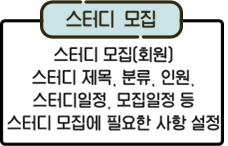 스터디 모집
스터디 모집(회원)
스터디 제목, 분류, 인원,
스터디일정, 모집일정 등
스터디 모집에 필요한 사항 설정